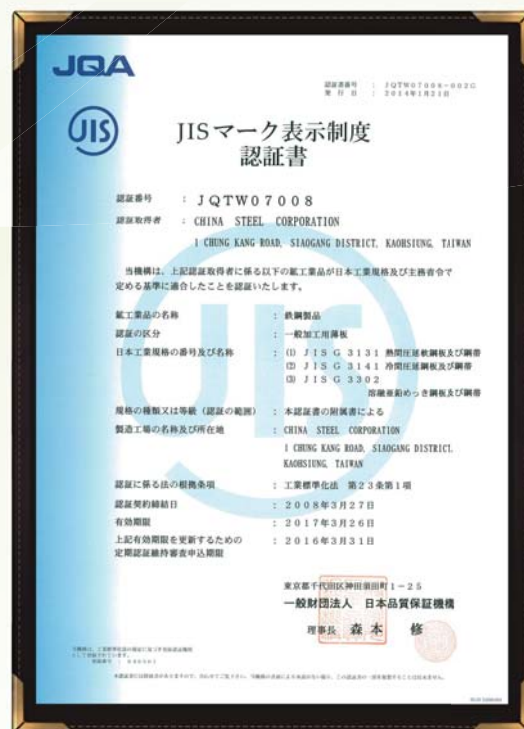 JQA
認証書番号 : JQTW07008-002G
発行日 : 2014年1月21日
JIS
JISマーク表示制度
認証書
認証番号 : JQTW07008
認証取得者 : CHINA STEEL CORPORATION
1 CHUNG KANG ROAD, SIAOGANG DISTRICT, KAOHSIUNG, TAIWAN
当機構は、上記認証取得者に係る以下の鉱工業品が日本工業規格及び主務省令で
定める基準に適合したことを認証いたします。
鉱工業品の名称 : 鉄鋼製品
認証の区分 : 一般加工用薄板
日本工業規格の番号及び名称 : (1) JIS G 3131 熱間圧延軟鋼板及び鋼帯
(2) JIS G 3141 冷間圧延鋼板及び鋼帯
(3) JIS G 3302
溶融亜鉛めっき鋼板及び鋼帯
規格の種類又は等級(認証の範囲) : 本認証書の附属書による
製造工場の名称及び所在地 : CHINA STEEL CORPORATION
1 CHUNG KANG ROAD, SIAOGANG DISTRICT,
KAOHSIUNG, TAIWAN
認証に係る法の根拠条項 : 工業標準化法 第23条第1項
認証契約締結日 : 2008年3月27日
有効期限 : 2017年3月26日
上記有効期限を更新するための : 2016年3月31日
定期認証維持審査申込期限
東京都千代田区神田須田町1-25
一般財団法人 日本品質保証機構
理事長 森本 修